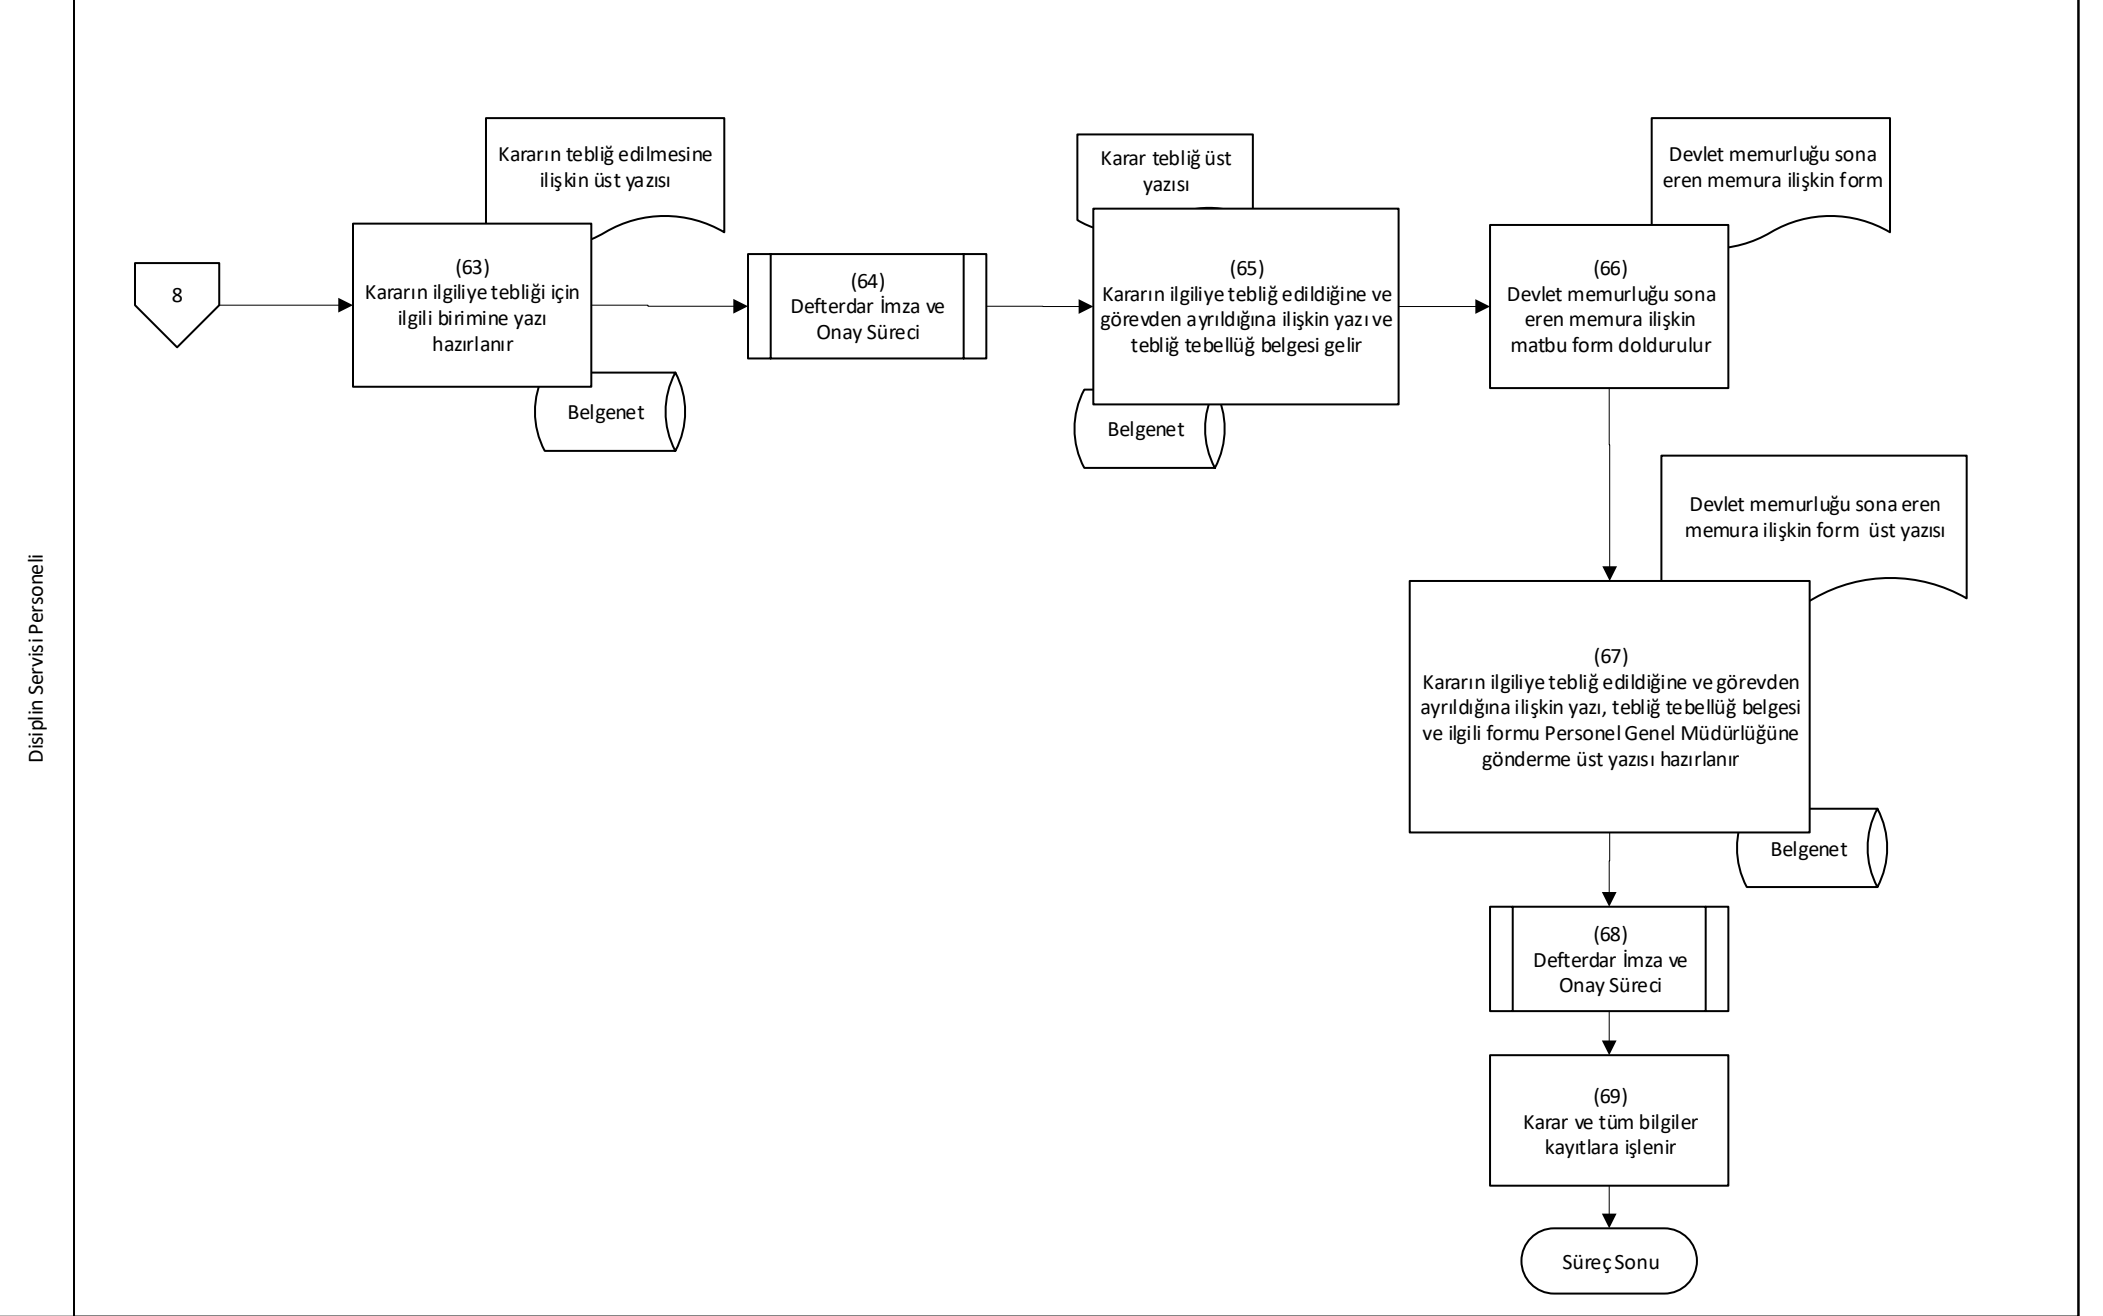 Disiplin Servisi Personeli
8
Kararın tebliğ edilmesine
ilişkin üst yazısı
(63)
Kararın ilgiliye tebliği için
ilgili birimine yazı
hazırlanır
Belgenet
(64)
Defterdar İmza ve
Onay Süreci
Karar tebliğ üst
yazısı
(65)
Kararın ilgiliye tebliğ edildiğine ve
görevden ayrıldığına ilişkin yazı ve
tebliğ tebellüğ belgesi gelir
Belgenet
Devlet memurluğu sona
eren memura ilişkin form
(66)
Devlet memurluğu sona
eren memura ilişkin
matbu form doldurulur
Devlet memurluğu sona eren
memura ilişkin form üst yazısı
(67)
Kararın ilgiliye tebliğ edildiğine ve görevden
ayrıldığına ilişkin yazı, tebliğ tebellüğ belgesi
ve ilgili formu Personel Genel Müdürlüğüne
gönderme üst yazısı hazırlanır
Belgenet
(68)
Defterdar İmza ve
Onay Süreci
(69)
Karar ve tüm bilgiler
kayıtlara işlenir
Süreç Sonu